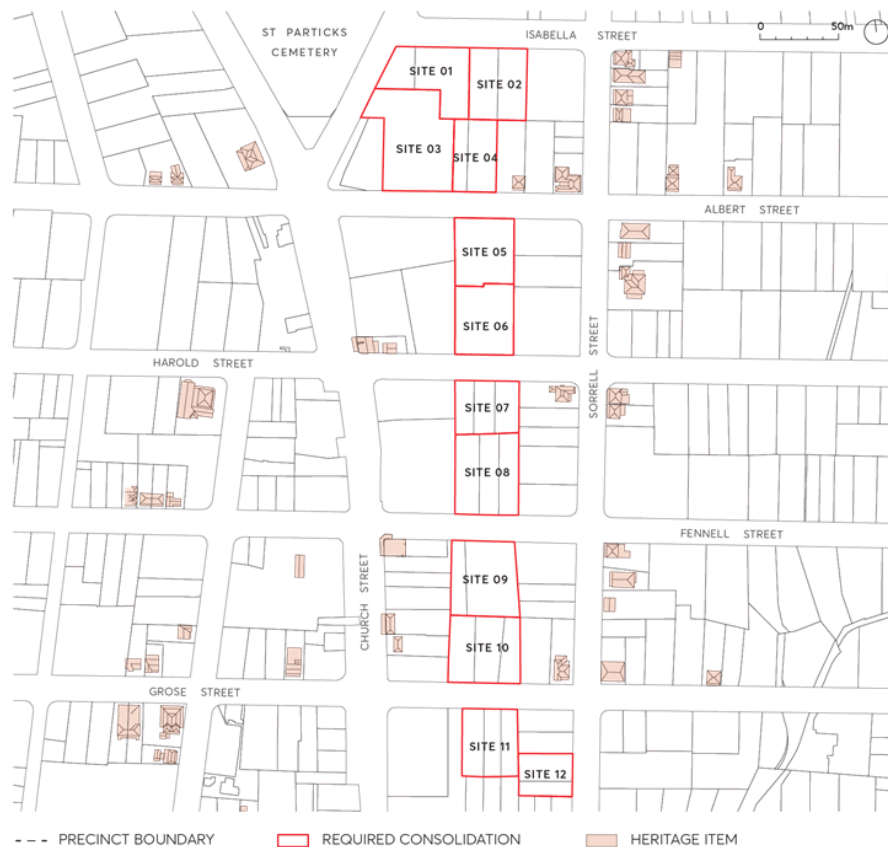 ST PARTICKS
CEMETERY
ISABELLA STREET
0 50m
SITE 01
SITE 02
SITE 03
SITE 04
ALBERT STREET
SITE 05
SITE 06
HAROLD STREET
SORRELL STREET
SITE 07
SITE 08
FENNELL STREET
CHURCH STREET
SITE 09
SITE 10
GROSE STREET
SITE 11
SITE 12
PRECINCT BOUNDARY
REQUIRED CONSOLIDATION
HERITAGE ITEM